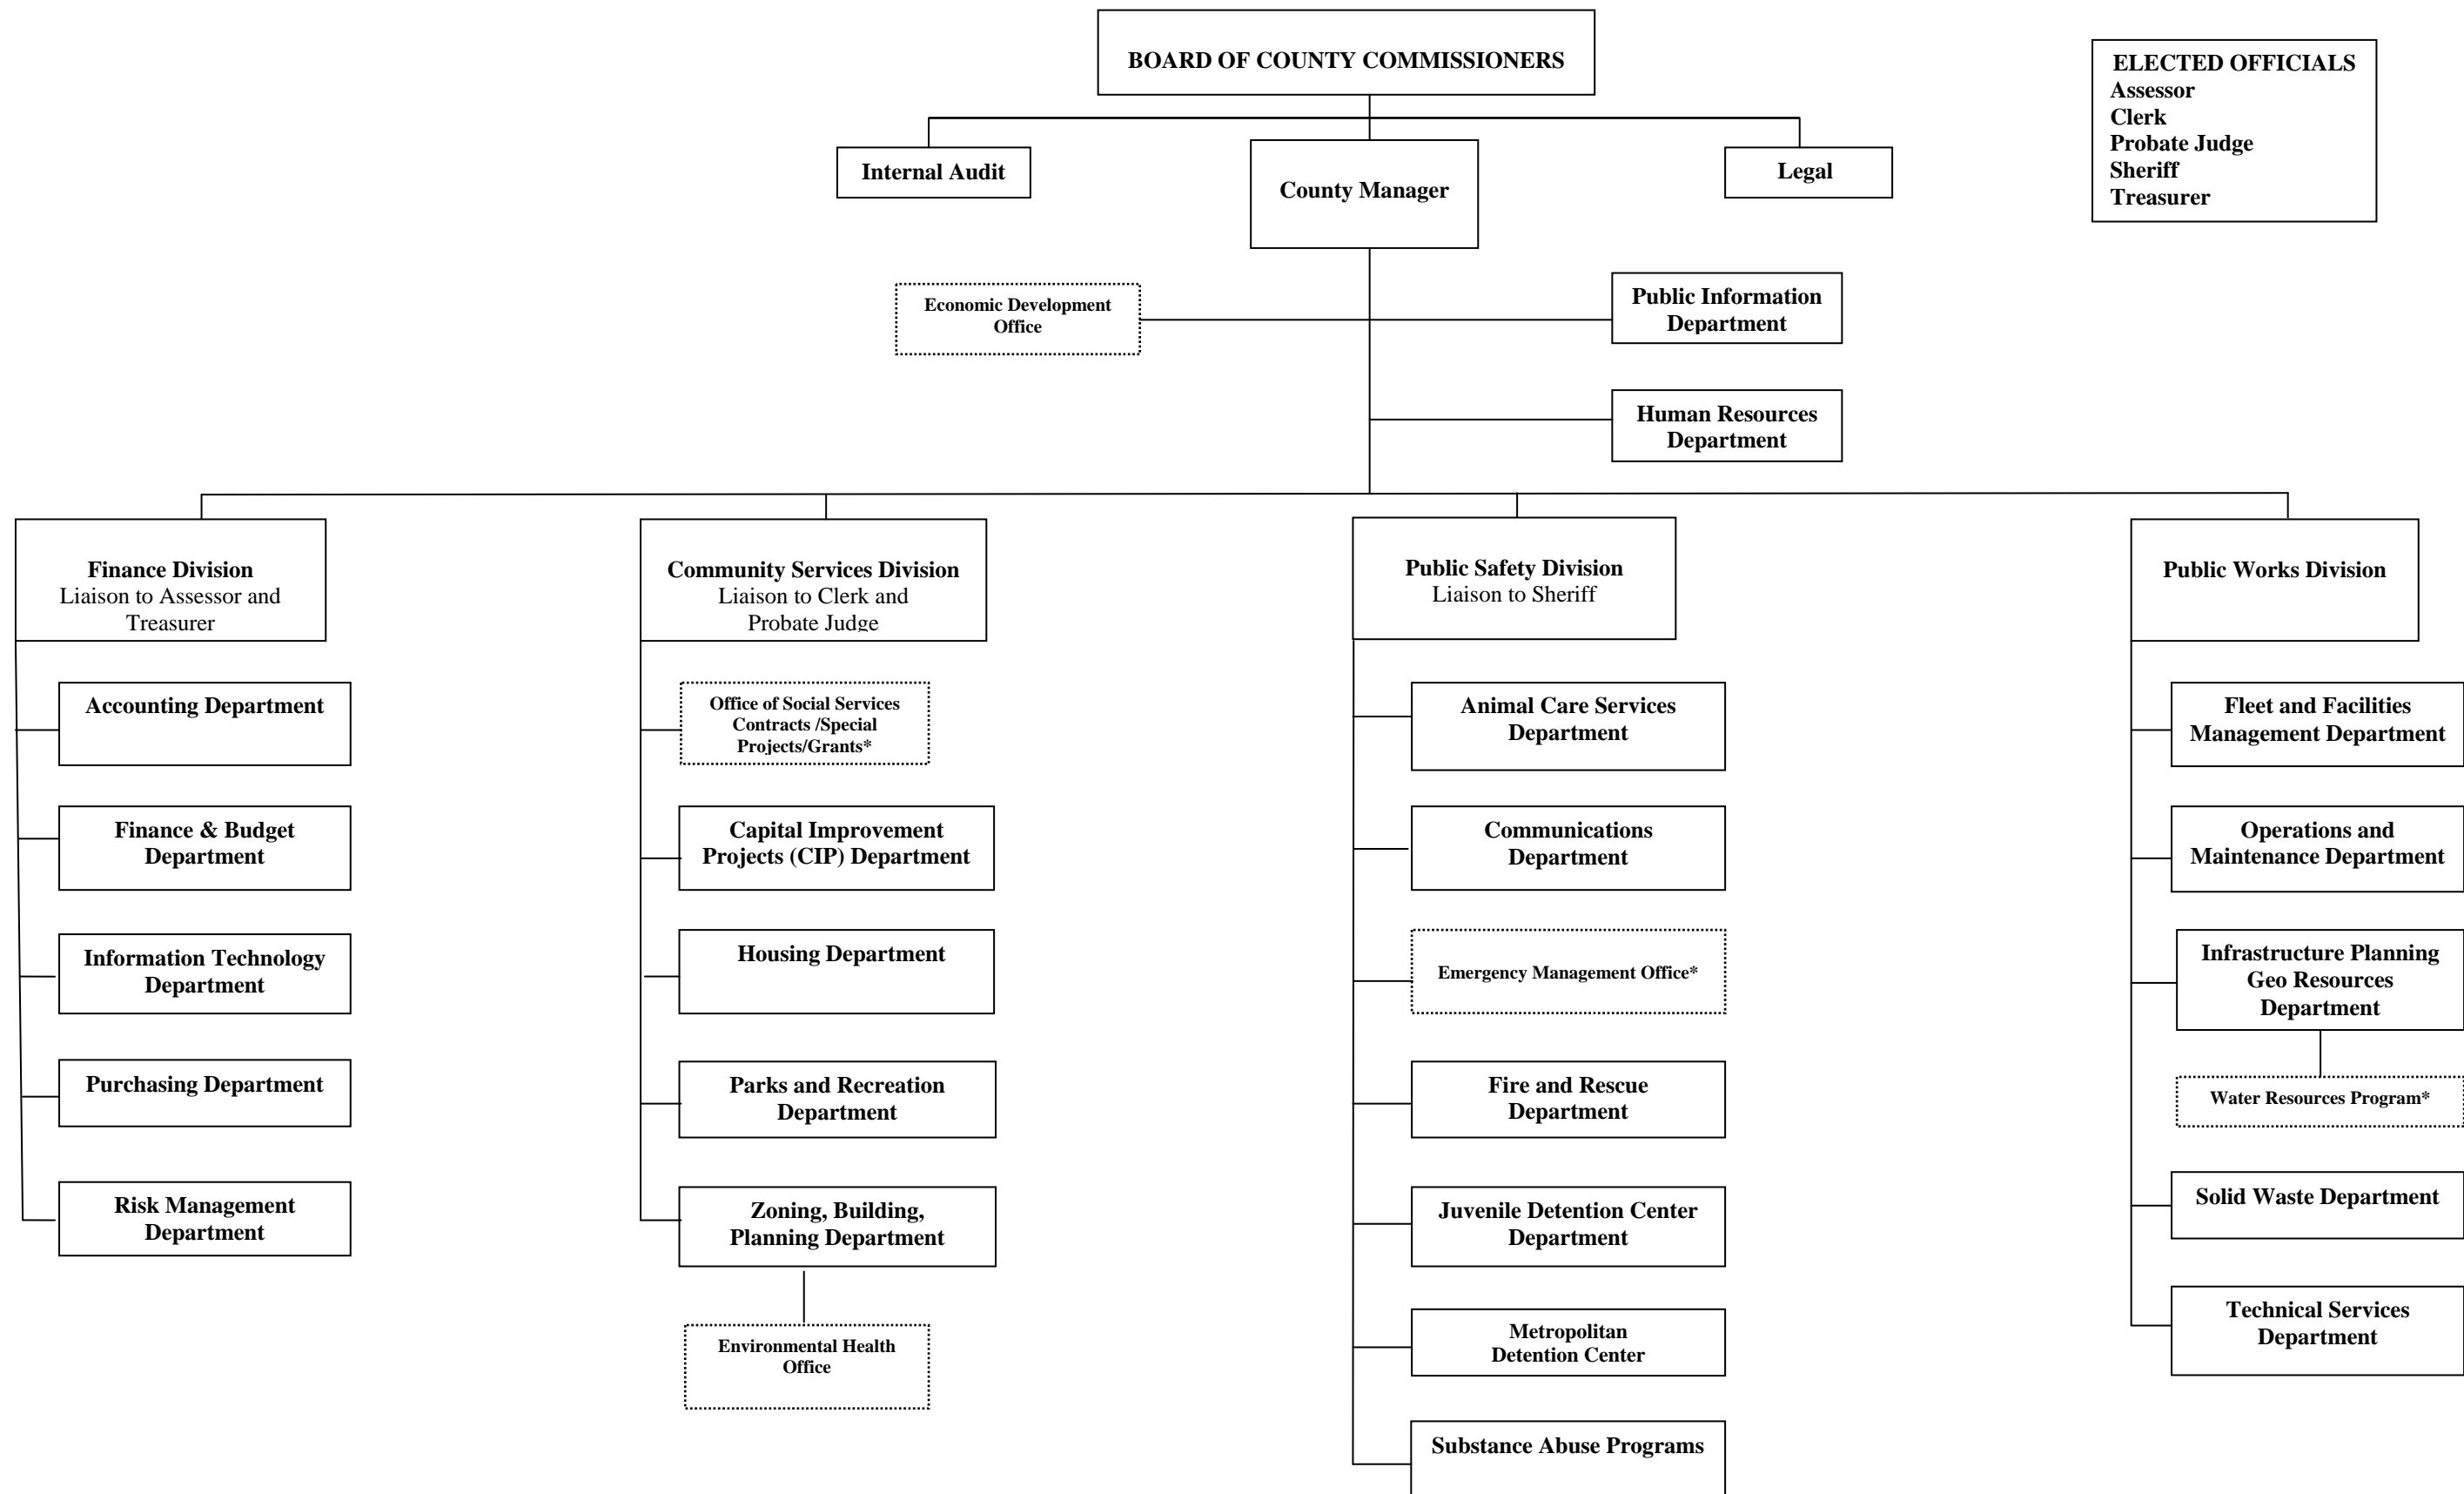 BOARD OF COUNTY COMMISSIONERS
ELECTED OFFICIALS
Assessor
Clerk
Probate Judge
Sheriff
Treasurer
Internal Audit
County Manager
Legal
Economic Development
Office
Public Information
Department
Human Resources
Department
Finance Division
Liaison to Assessor and
Treasurer
Community Services Division
Liaison to Clerk and
Probate Judge
Public Safety Division
Liaison to Sheriff
Public Works Division
Accounting Department
Finance & Budget
Department
Information Technology
Department
Purchasing Department
Risk Management
Department
Office of Social Services
Contracts /Special
Projects/Grants*
Capital Improvement
Projects (CIP) Department
Housing Department
Parks and Recreation
Department
Zoning, Building,
Planning Department
Environmental Health
Office
Animal Care Services
Department
Communications
Department
Emergency Management Office*
Fire and Rescue
Department
Juvenile Detention Center
Department
Metropolitan
Detention Center
Substance Abuse Programs
Fleet and Facilities
Management Department
Operations and
Maintenance Department
Infrastructure Planning
Geo Resources
Department
Water Resources Program*
Solid Waste Department
Technical Services
Department